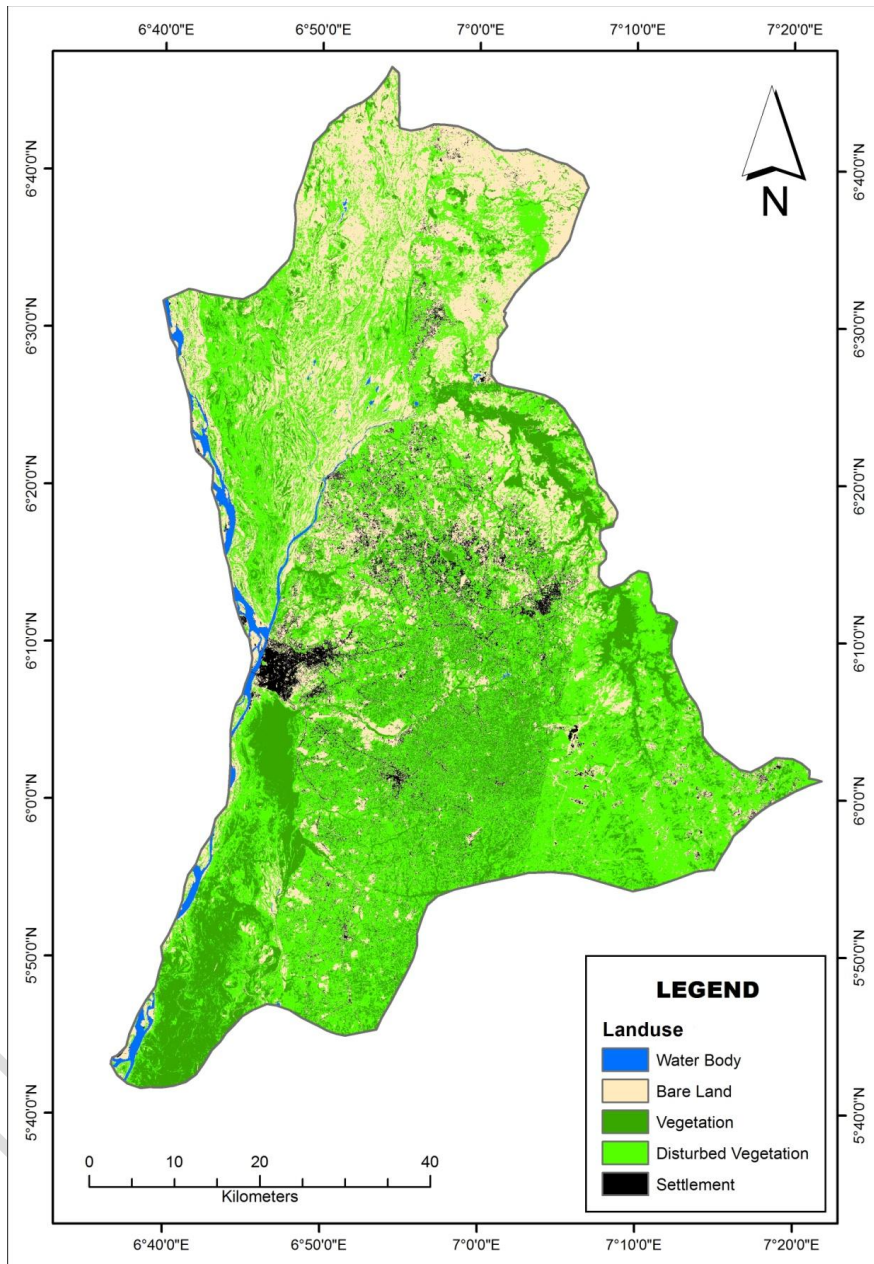 6°40'0"E 6°50'0"E 7°0'0"E 7°10'0"E 7°20'0"E
N
6°40'0"N 6°40'0"N
6°30'0"N 6°30'0"N
6°20'0"N 6°20'0"N
6°10'0"N 6°10'0"N
6°0'0"N 6°0'0"N
5°50'0"N 5°50'0"N
5°40'0"N 5°40'0"N
LEGEND
Landuse
Water Body
Bare Land
Vegetation
Disturbed Vegetation
Settlement
0 10 20 40
Kilometers
6°40'0"E 6°50'0"E 7°0'0"E 7°10'0"E 7°20'0"E